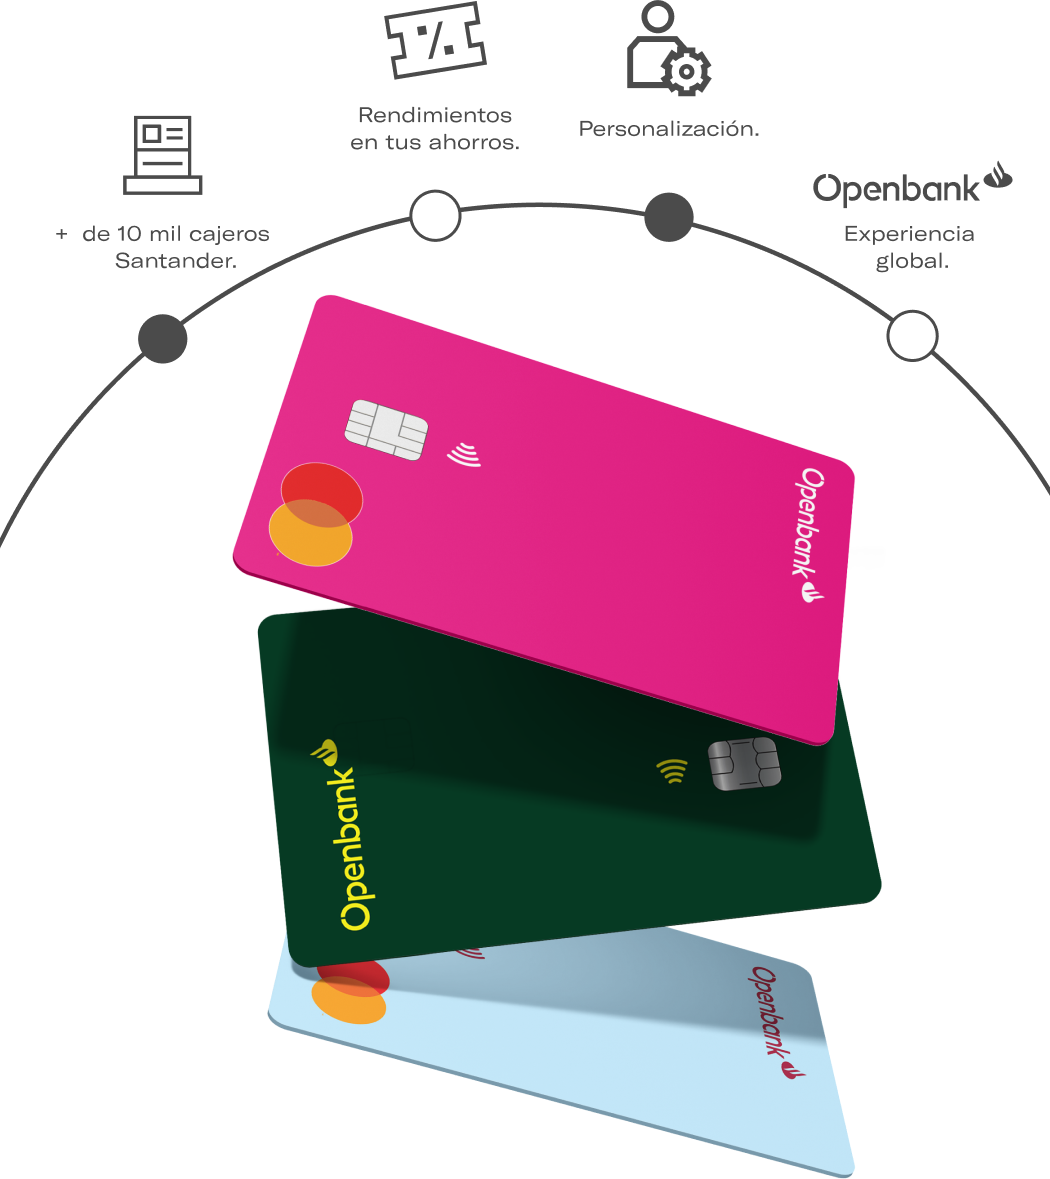 Rendimientos
en tus ahorros.
Personalización.
Openbank
+ de 10 mil cajeros
Santander.
Experiencia
global.
Openbank
Openbank
Openbank